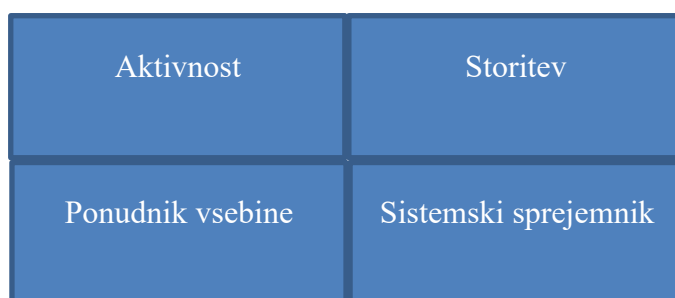 Aktivnost
Storitev
Ponudnik vsebine
Sistemski sprejemnik